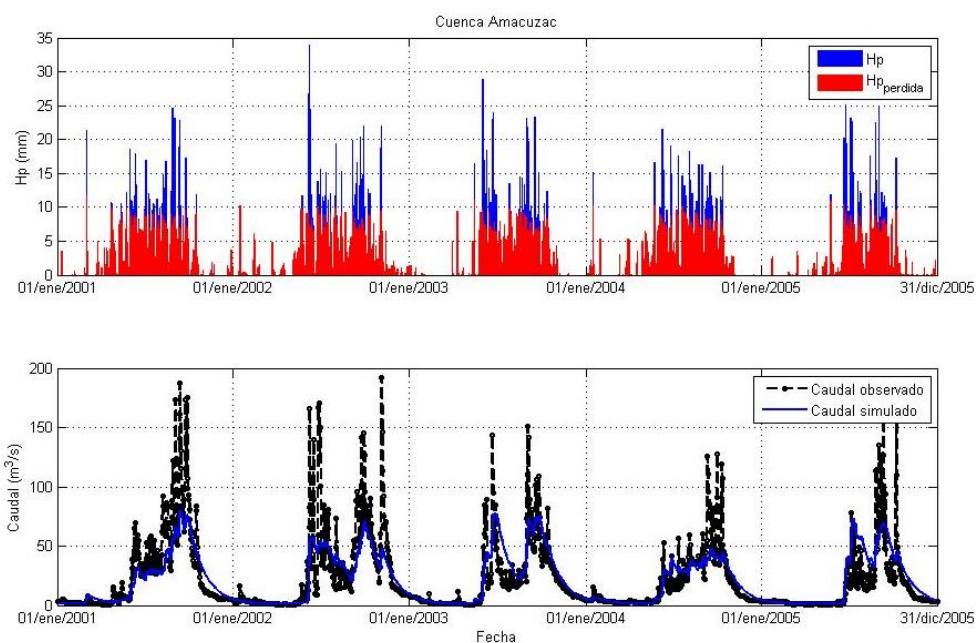 Cuenca Amacuzac
35
30
25
20
15
10
5
0
Hp (mm)
Hp
Hp_perdida
01/ene/2001 01/ene/2002 01/ene/2003 01/ene/2004 01/ene/2005 31/dic/2005
200
150
100
50
0
Caudal (m³/s)
Caudal observado
Caudal simulado
01/ene/2001 01/ene/2002 01/ene/2003 01/ene/2004 01/ene/2005 31/dic/2005
Fecha